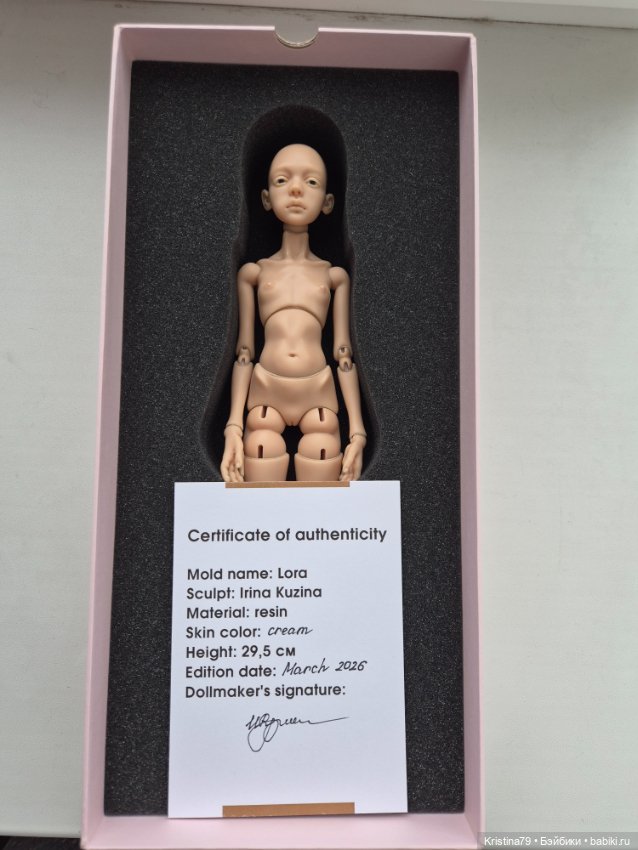 Certificate of authenticity
Mold name: Lora
Sculpt: Irina Kuzina
Material: resin
Skin color: cream
Height: 29,5 см
Edition date: March 2026
Dollmaker's signature:
Kristina79 • Бэйбики • babiki.ru